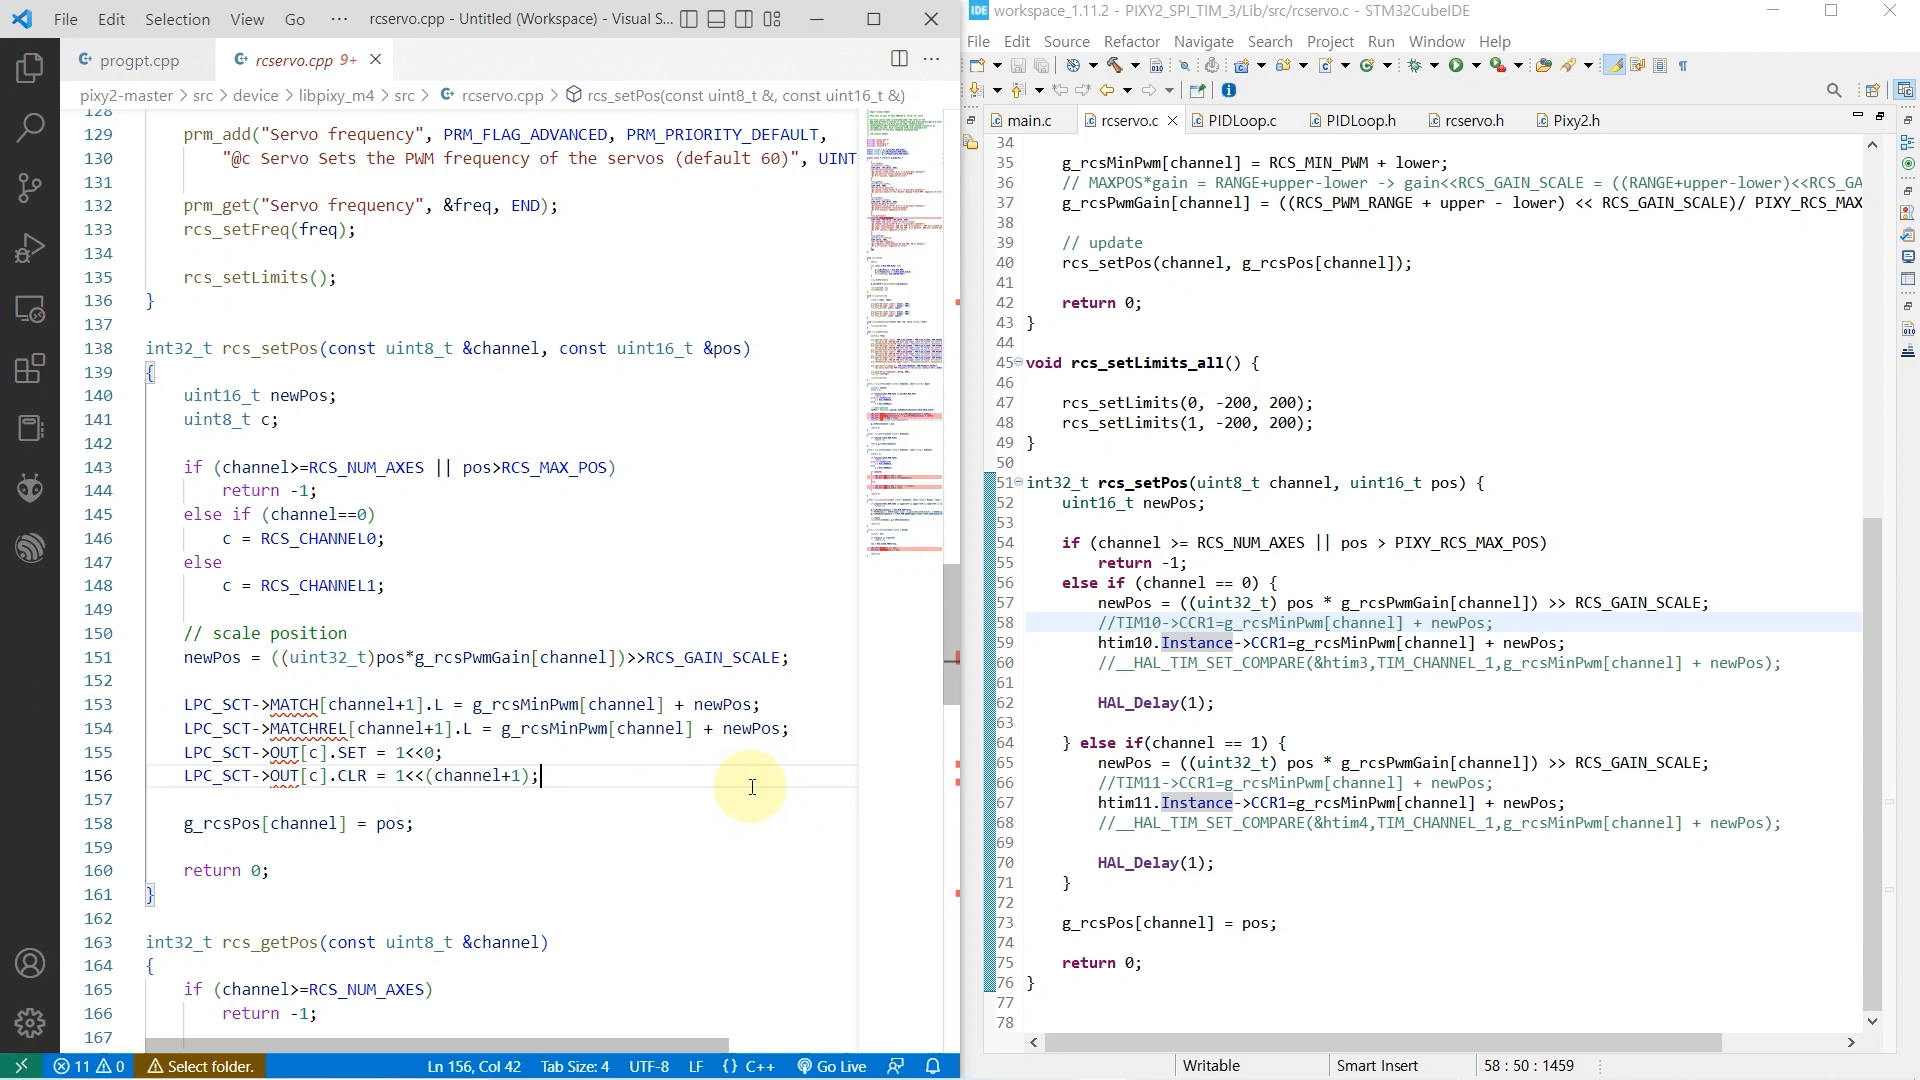 File Edit Selection View Go ··· rcservo.cpp - Untitled (Workspace) - Visual S...
progpt.cpp rcservo.cpp 9+
pixy2-master > src > device > libpixy_m4 > src > rcservo.cpp > rcs_setPos(const uint8_t &, const uint16_t &)
128
129 prm_add("Servo frequency", PRM_FLAG_ADVANCED, PRM_PRIORITY_DEFAULT,
130 "@c Servo Sets the PWM frequency of the servos (default 60)", UINT
131
132 prm_get("Servo frequency", &freq, END);
133 rcs_setFreq(freq);
134
135 rcs_setLimits();
136 }
137
138 int32_t rcs_setPos(const uint8_t &channel, const uint16_t &pos)
139 {
140 uint16_t newPos;
141 uint8_t c;
142
143 if (channel>=RCS_NUM_AXES || pos>RCS_MAX_POS)
144 return -1;
145 else if (channel==0)
146 c = RCS_CHANNEL0;
147 else
148 c = RCS_CHANNEL1;
149
150 // scale position
151 newPos = ((uint32_t)pos*g_rcsPwmGain[channel])>>RCS_GAIN_SCALE;
152
153 LPC_SCT->MATCH[channel+1].L = g_rcsMinPwm[channel] + newPos;
154 LPC_SCT->MATCHREL[channel+1].L = g_rcsMinPwm[channel] + newPos;
155 LPC_SCT->OUT[c].SET = 1<<0;
156 LPC_SCT->OUT[c].CLR = 1<<(channel+1);
157
158 g_rcsPos[channel] = pos;
159
160 return 0;
161 }
162
163 int32_t rcs_getPos(const uint8_t &channel)
164 {
165 if (channel>=RCS_NUM_AXES)
166 return -1;
167
11 0 Select folder. Ln 156, Col 42 Tab Size: 4 UTF-8 LF {} C++ Go Live
IDE workspace_1.11.2 - PIXY2_SPI_TIM_3/Lib/src/rcservo.c - STM32CubeIDE
File Edit Source Refactor Navigate Search Project Run Window Help
main.c rcservo.c PIDLoop.c PIDLoop.h rcservo.h Pixy2.h
34
35 g_rcsMinPwm[channel] = RCS_MIN_PWM + lower;
36 // MAXPOS*gain = RANGE+upper-lower -> gain<<RCS_GAIN_SCALE = ((RANGE+upper-lower)<<RCS_GA
37 g_rcsPwmGain[channel] = ((RCS_PWM_RANGE + upper - lower) << RCS_GAIN_SCALE)/ PIXY_RCS_MAX
38
39 // update
40 rcs_setPos(channel, g_rcsPos[channel]);
41
42 return 0;
43 }
44
45 void rcs_setLimits_all() {
46
47 rcs_setLimits(0, -200, 200);
48 rcs_setLimits(1, -200, 200);
49 }
50
51 int32_t rcs_setPos(uint8_t channel, uint16_t pos) {
52 uint16_t newPos;
53
54 if (channel >= RCS_NUM_AXES || pos > PIXY_RCS_MAX_POS)
55 return -1;
56 else if (channel == 0) {
57 newPos = ((uint32_t) pos * g_rcsPwmGain[channel]) >> RCS_GAIN_SCALE;
58 //TIM10->CCR1=g_rcsMinPwm[channel] + newPos;
59 htim10.Instance->CCR1=g_rcsMinPwm[channel] + newPos;
60 //__HAL_TIM_SET_COMPARE(&htim3,TIM_CHANNEL_1,g_rcsMinPwm[channel] + newPos);
61
62 HAL_Delay(1);
63
64 } else if(channel == 1) {
65 newPos = ((uint32_t) pos * g_rcsPwmGain[channel]) >> RCS_GAIN_SCALE;
66 //TIM11->CCR1=g_rcsMinPwm[channel] + newPos;
67 htim11.Instance->CCR1=g_rcsMinPwm[channel] + newPos;
68 //__HAL_TIM_SET_COMPARE(&htim4,TIM_CHANNEL_1,g_rcsMinPwm[channel] + newPos);
69
70 HAL_Delay(1);
71 }
72
73 g_rcsPos[channel] = pos;
74
75 return 0;
76 }
77
78
Writable Smart Insert 58 : 50 : 1459